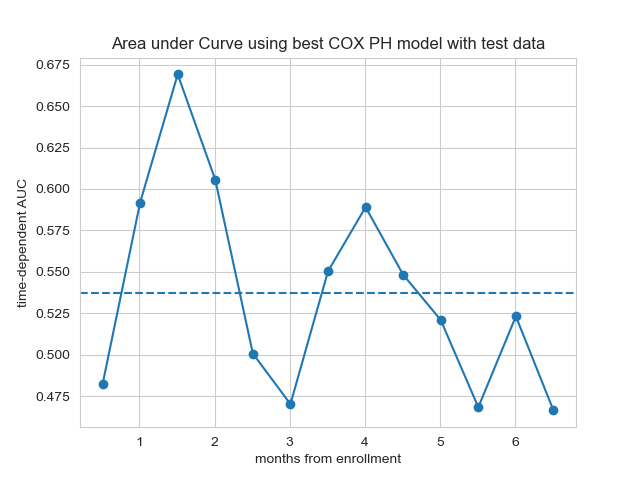 Area under Curve using best COX PH model with test data
0.675
0.650
0.625
0.600
0.575
0.550
0.525
0.500
0.475
time-dependent AUC
1 2 3 4 5 6
months from enrollment